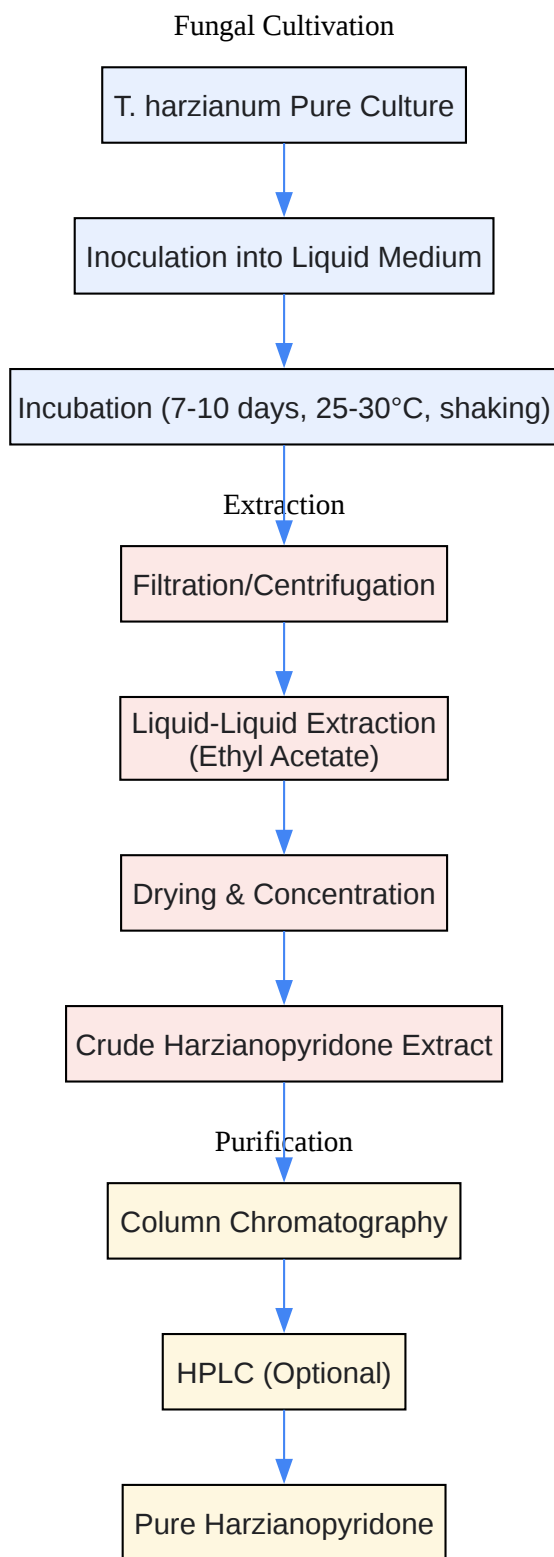 Fungal Cultivation
T. harzianum Pure Culture
Inoculation into Liquid Medium
Incubation (7-10 days, 25-30°C, shaking)
Extraction
Filtration/Centrifugation
Liquid-Liquid Extraction
(Ethyl Acetate)
Drying & Concentration
Crude Harzianopyridone Extract
Purification
Column Chromatography
HPLC (Optional)
Pure Harzianopyridone